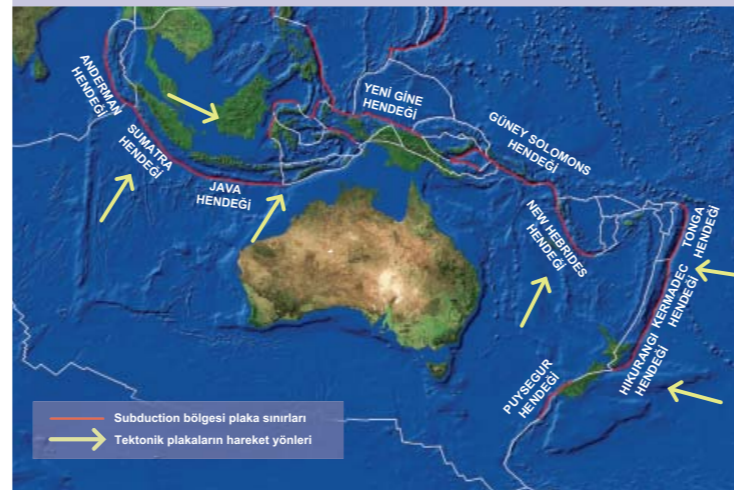 ANDERMAN
HENDEĞİ
SUMATRA
HENDEĞİ
JAVA
HENDEĞİ
YENİ GİNE
HENDEĞİ
GÜNEY SOLOMONS
HENDEĞİ
NEW HEBRIDES
HENDEĞİ
TONGA
HENDEĞİ
KERMADEC
HENDEĞİ
HIKURANGI
HENDEĞİ
PUYSEGUR
HENDEĞİ
Subduction bölgesi plaka sınırları
Tektonik plakaların hareket yönleri